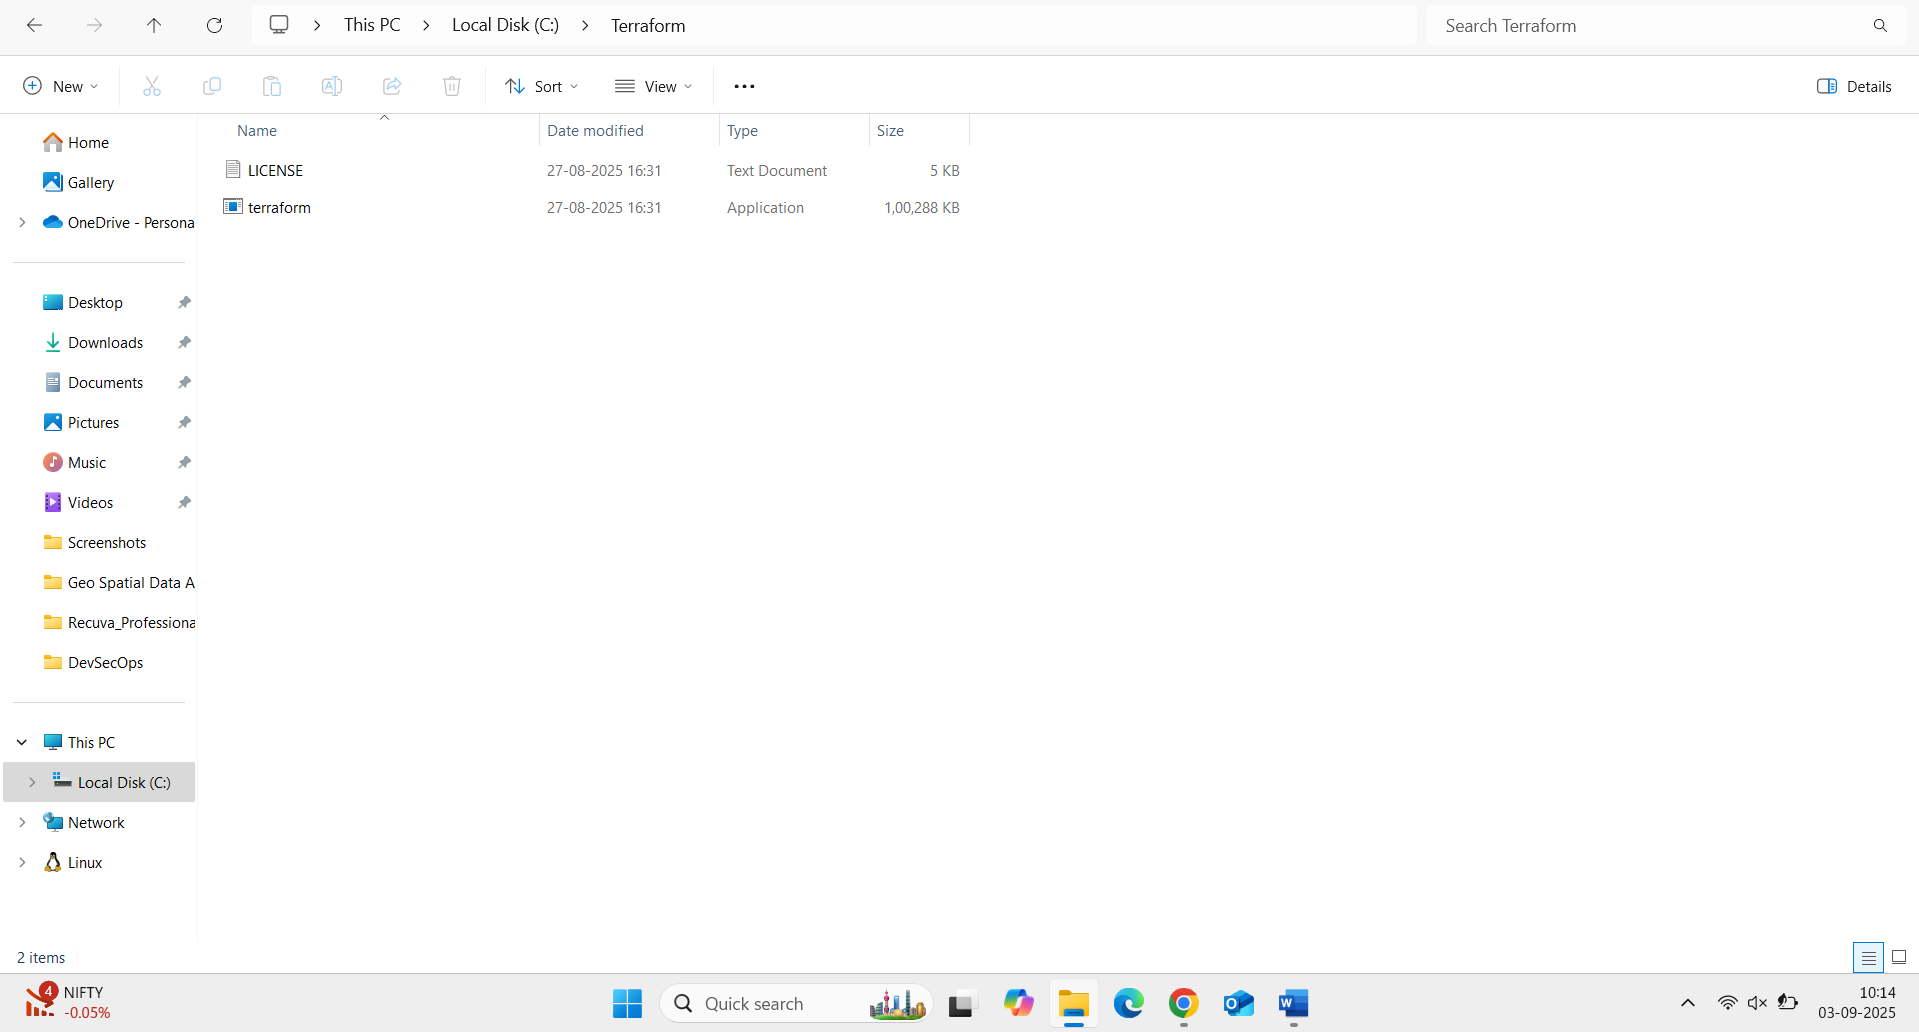 This PC > Local Disk (C:) > Terraform
Search Terraform
New
Sort
View
Details
Name Date modified Type Size
LICENSE 27-08-2025 16:31 Text Document 5 KB
terraform 27-08-2025 16:31 Application 1,00,288 KB
Home
Gallery
OneDrive - Persona
Desktop
Downloads
Documents
Pictures
Music
Videos
Screenshots
Geo Spatial Data A
Recuva_Professiona
DevSecOps
This PC
Local Disk (C:)
Network
Linux
2 items
4
NIFTY
-0.05%
Quick search
10:14
03-09-2025